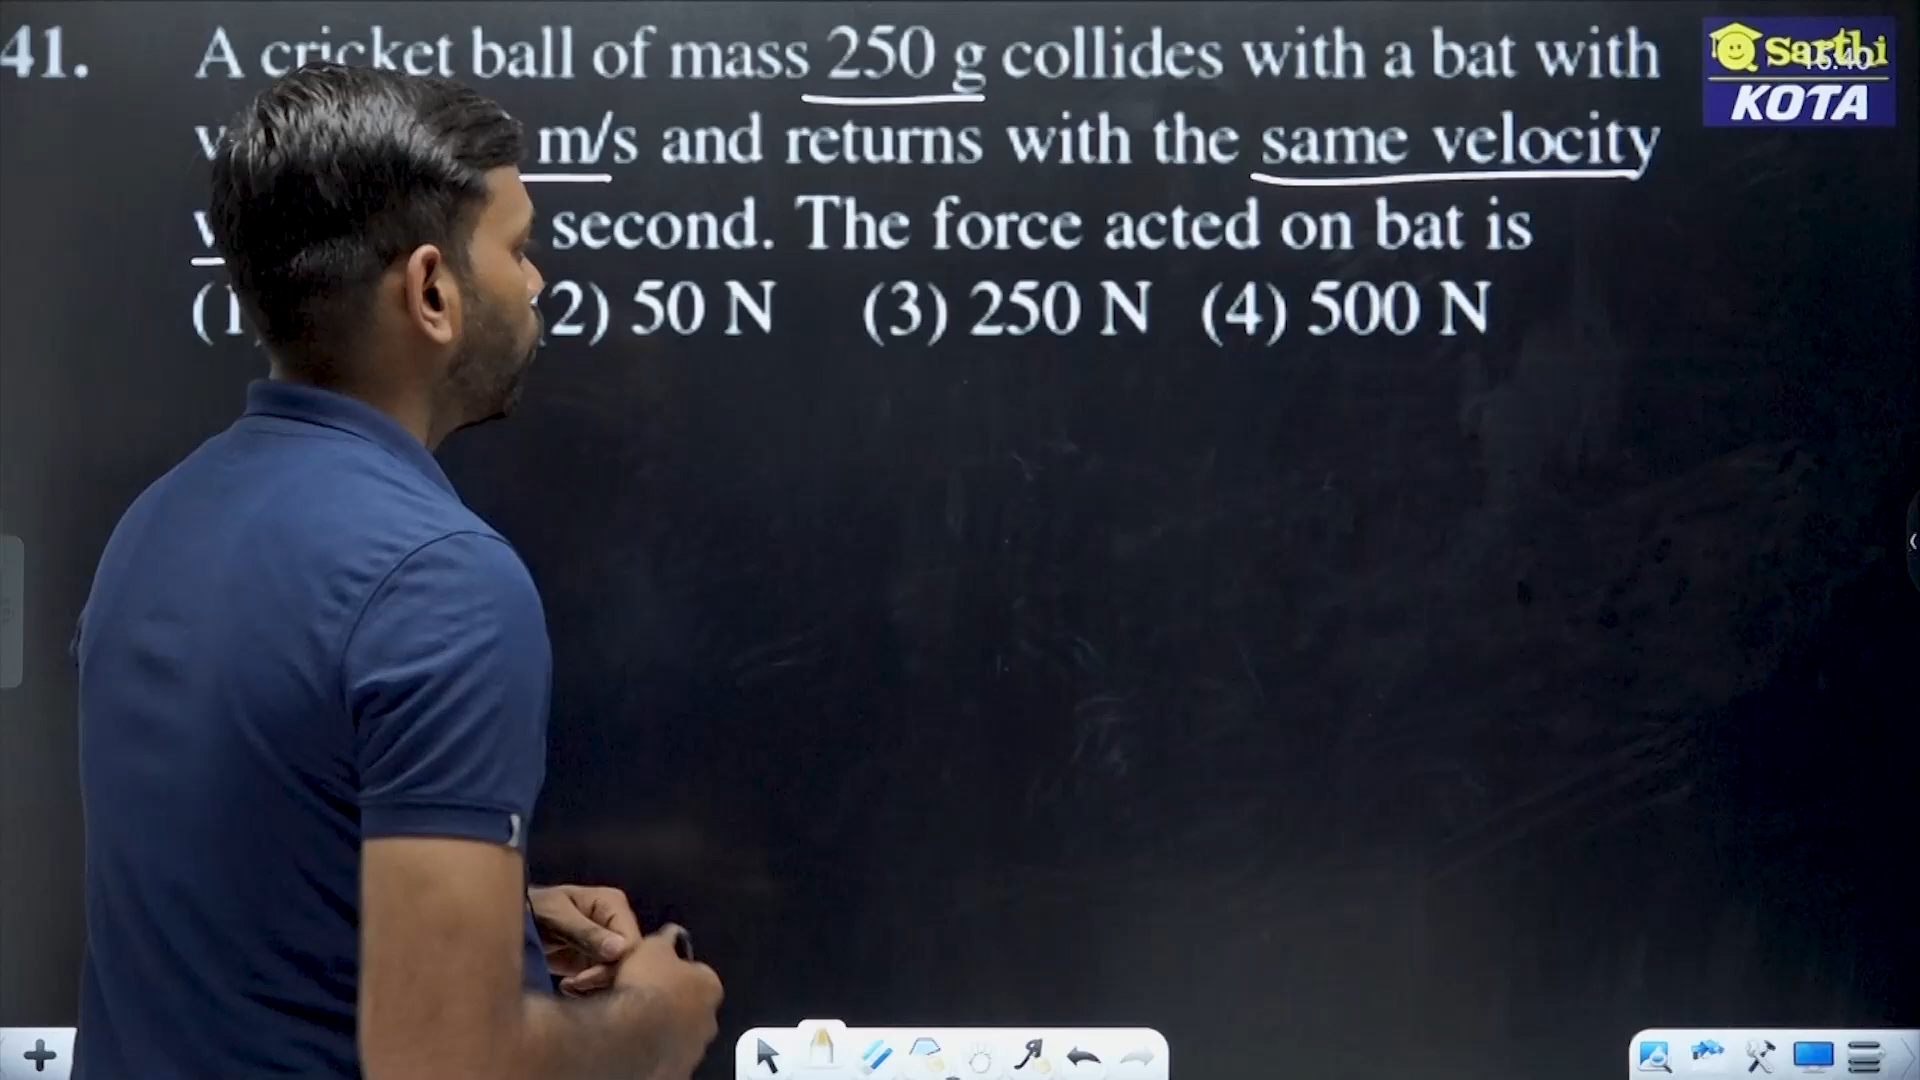 41. A cricket ball of mass 250 g collides with a bat with
m/s and returns with the same velocity
second. The force acted on bat is
(1) (2) 50 N (3) 250 N (4) 500 N
Sarthi
KOTA